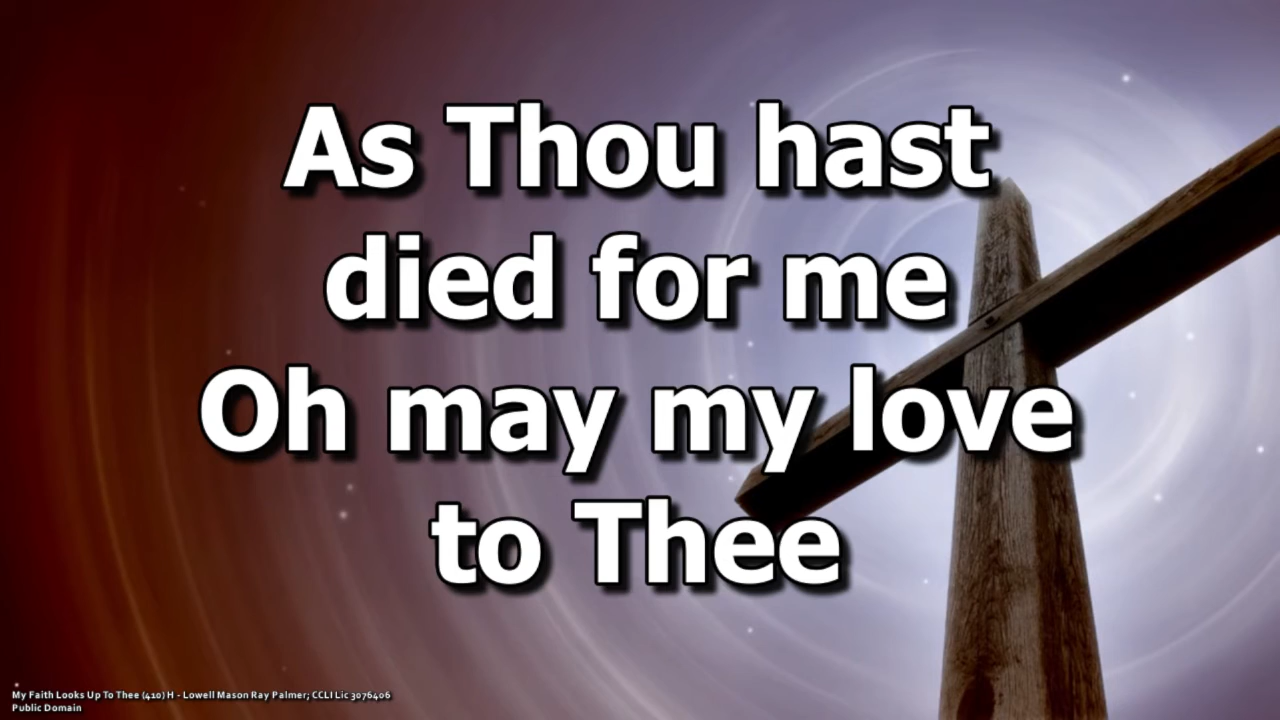 As Thou hast
died for me
Oh may my love
to Thee
My Faith Looks Up To Thee (410) H - Lowell Mason Ray Palmer; CCLI Lic 3076406
Public Domain